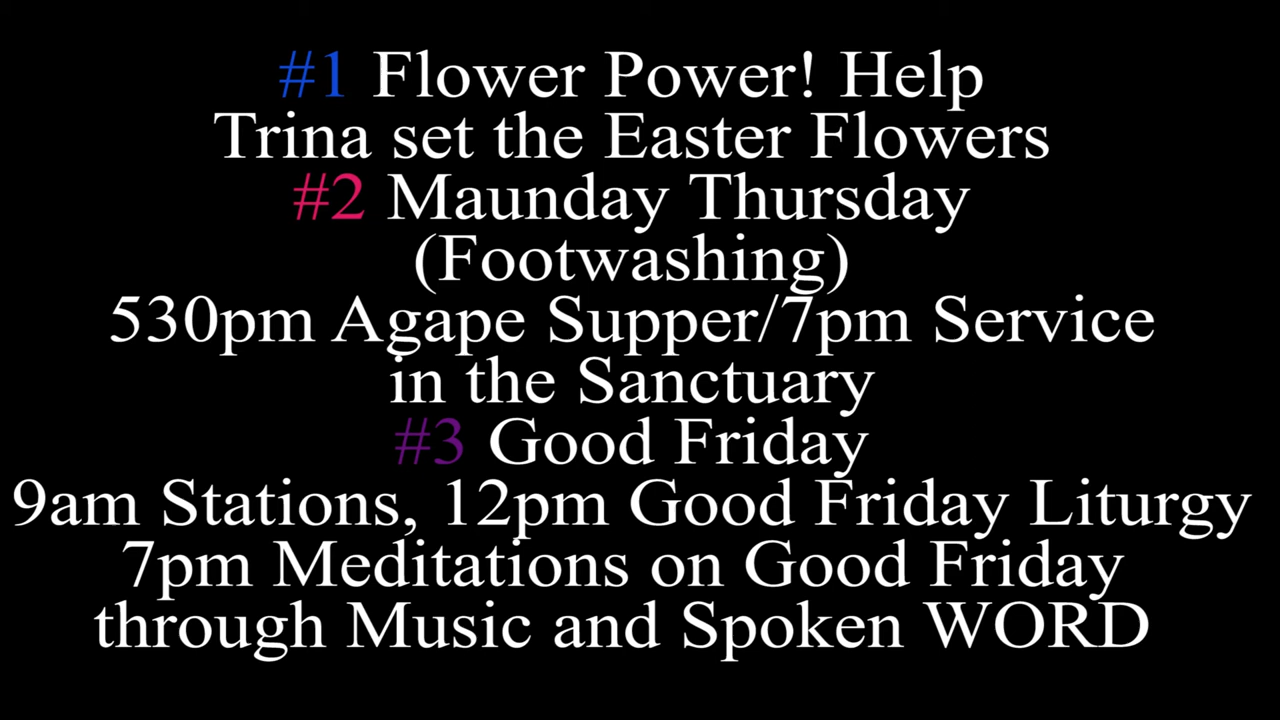 #1 Flower Power! Help
Trina set the Easter Flowers
#2 Maunday Thursday
(Footwashing)
530pm Agape Supper/7pm Service
in the Sanctuary
#3 Good Friday
9am Stations, 12pm Good Friday Liturgy
7pm Meditations on Good Friday
through Music and Spoken WORD